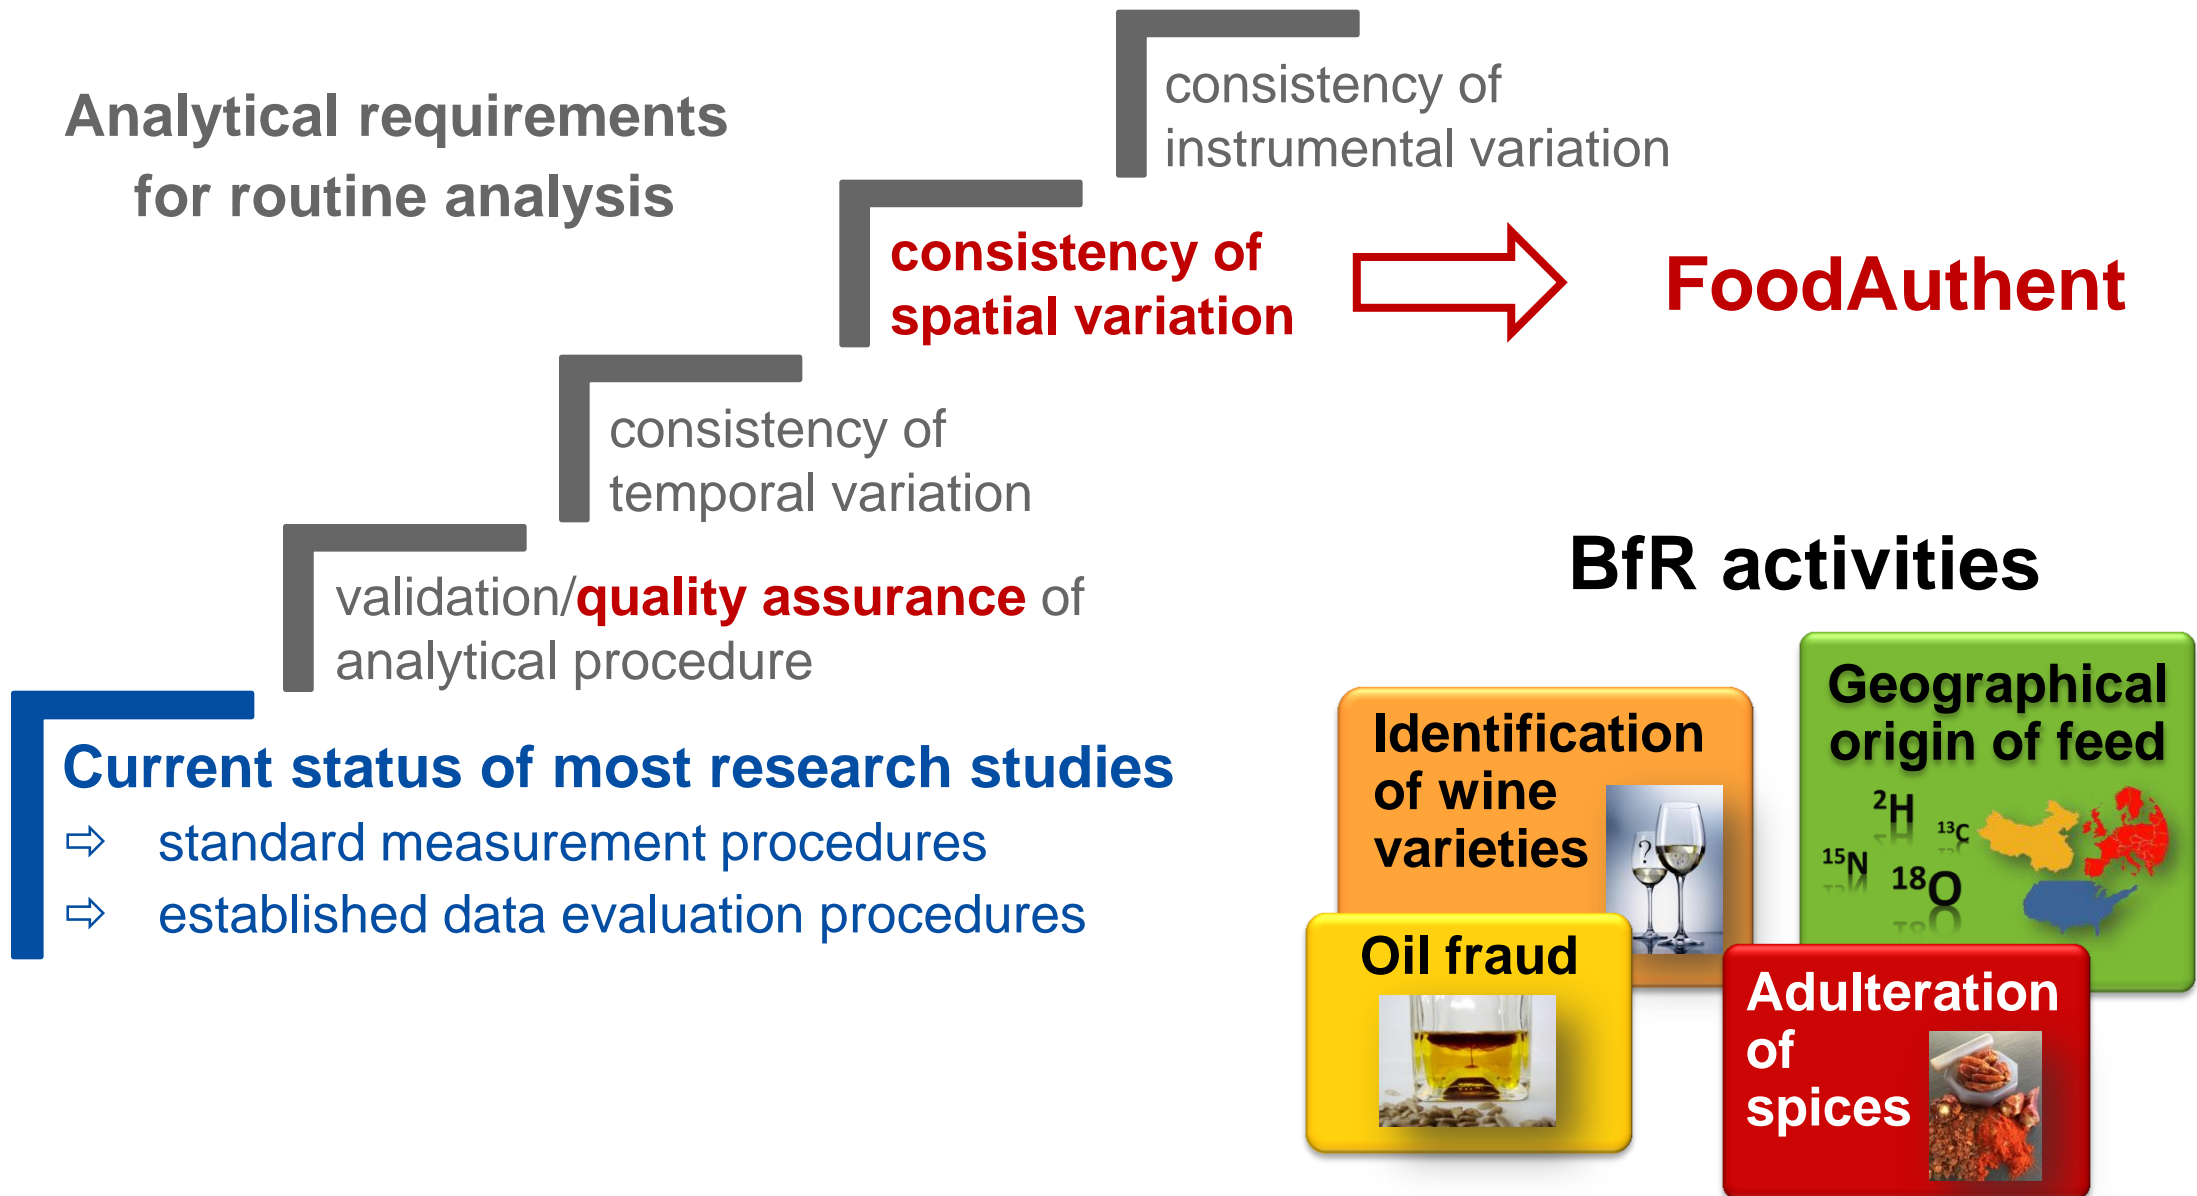 Analytical requirements
for routine analysis
consistency of
instrumental variation
consistency of
spatial variation
FoodAuthent
consistency of
temporal variation
validation/quality assurance of
analytical procedure
Current status of most research studies
⇨ standard measurement procedures
⇨ established data evaluation procedures
BfR activities
Identification
of wine
varieties
?
Geographical
origin of feed
²H
¹³C
¹⁵N
¹⁸O
Oil fraud
Adulteration
of
spices